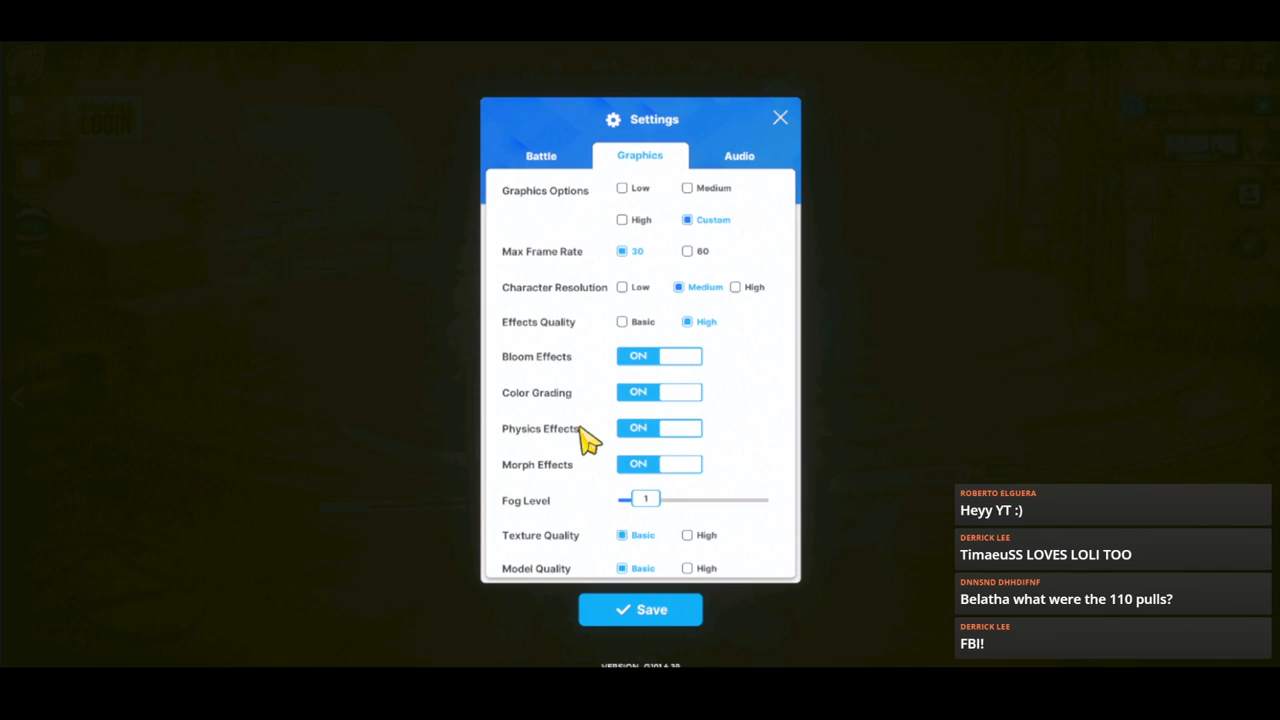 LOGIN
Settings
Battle Graphics Audio
Graphics Options Low Medium
High Custom
Max Frame Rate 30 60
Character Resolution Low Medium High
Effects Quality Basic High
Bloom Effects ON
Color Grading ON
Physics Effects ON
Morph Effects ON
Fog Level 1
Texture Quality Basic High
Model Quality Basic High
Save
ROBERTO ELGUERA
Heyy YT :)
DERRICK LEE
TimaeuSS LOVES LOLI TOO
DNNSND DHHDIFNF
Belatha what were the 110 pulls?
DERRICK LEE
FBI!
VERSION